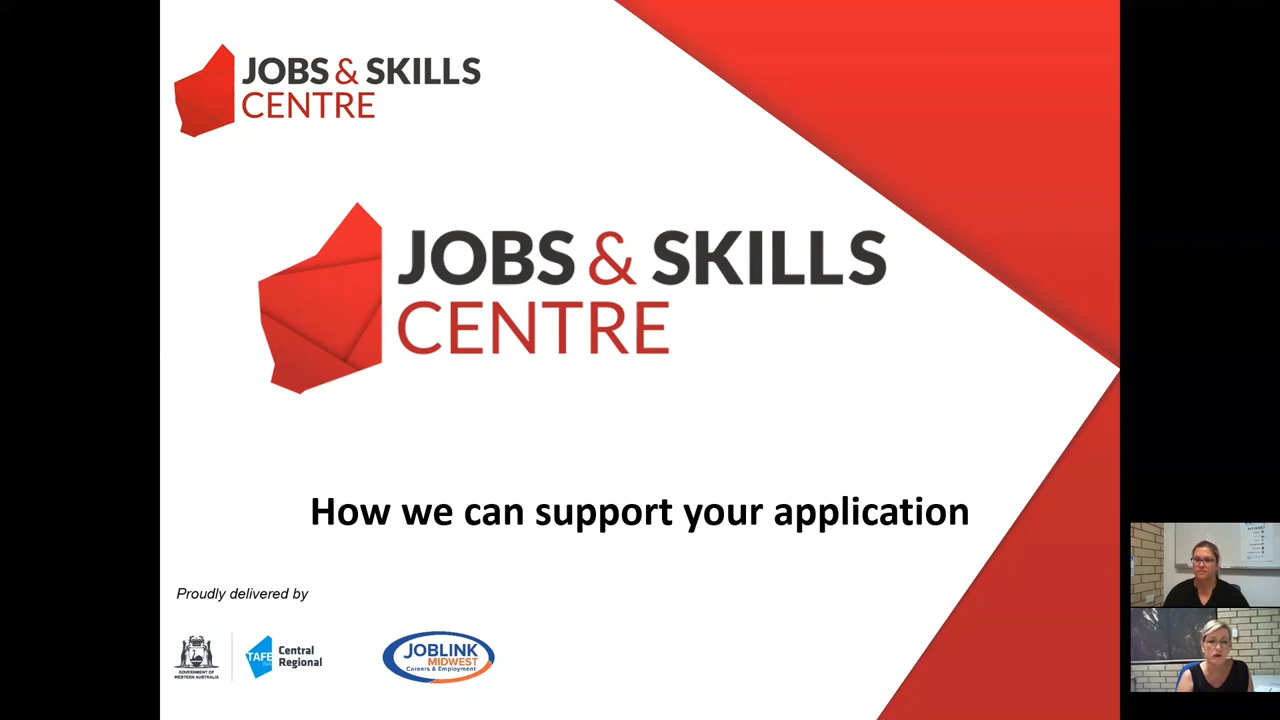 JOBS & SKILLS
CENTRE
JOBS & SKILLS
CENTRE
How we can support your application
Proudly delivered by
GOVERNMENT OF
WESTERN AUSTRALIA
TAFE
Central
Regional
JOBLINK
MIDWEST
Careers & Employment